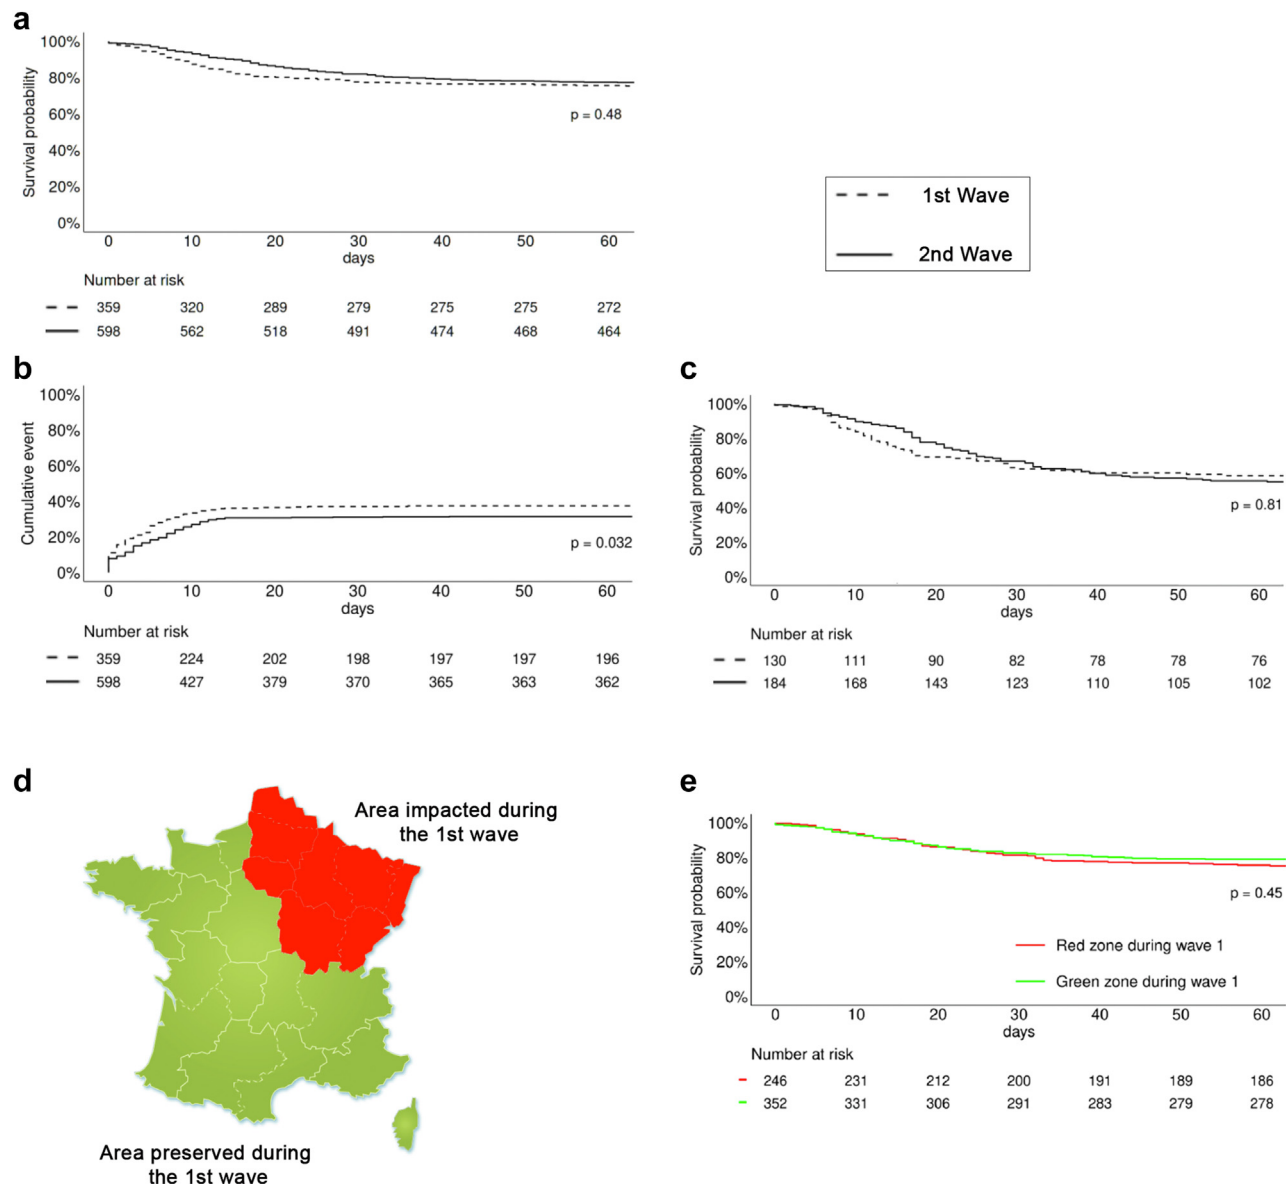 a
100%
80%
60%
40%
20%
0%
Survival probability
p = 0.48
0 10 20 30 40 50 60
days
Number at risk
359 320 289 279 275 275 272
598 562 518 491 474 468 464
1st Wave
2nd Wave
b
100%
80%
60%
40%
20%
0%
Cumulative event
p = 0.032
0 10 20 30 40 50 60
days
Number at risk
359 224 202 198 197 197 196
598 427 379 370 365 363 362
c
100%
80%
60%
40%
20%
0%
Survival probability
p = 0.81
0 10 20 30 40 50 60
days
Number at risk
130 111 90 82 78 78 76
184 168 143 123 110 105 102
d
Area impacted during
the 1st wave
Area preserved during
the 1st wave
e
100%
80%
60%
40%
20%
0%
Survival probability
p = 0.45
Red zone during wave 1
Green zone during wave 1
0 10 20 30 40 50 60
days
Number at risk
246 231 212 200 191 189 186
352 331 306 291 283 279 278